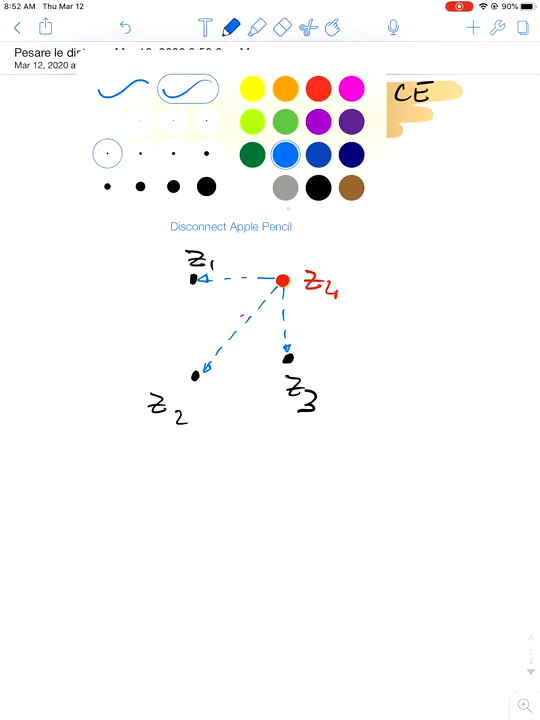 8:52 AM Thu Mar 12
90%
T
Pesare le
Mar 12, 2020 a
CE
Disconnect Apple Pencil
Z1
Z4
Z3
Z2